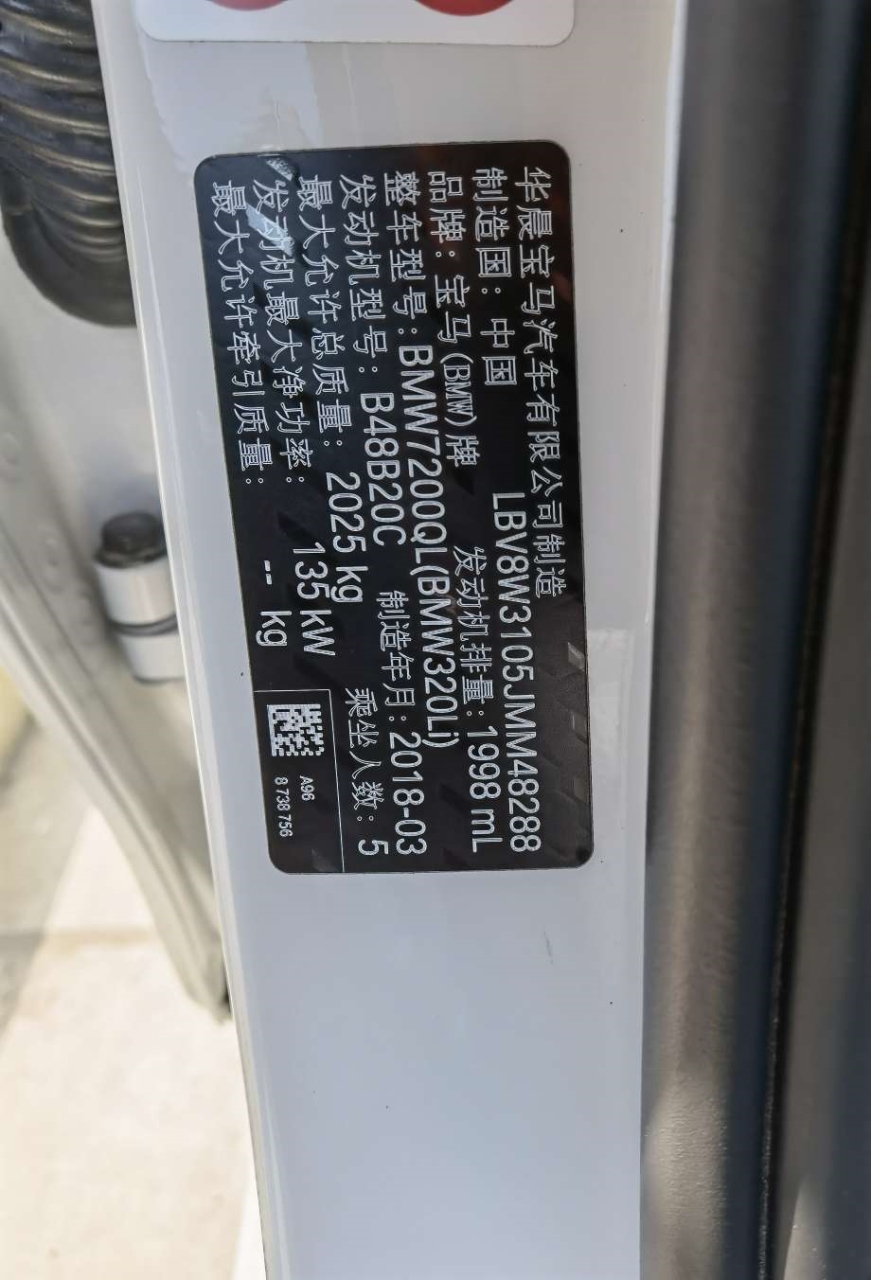 华晨宝马汽车有限公司制造
制造国：中国 LBV8W3105JMM48288
品牌：宝马(BMW)牌 发动机排量：1998 mL
整车型号：BMW7200QL(BMW320Li)
发动机型号：B48B20C 制造年月：2018-03
最大允许总质量：2025 kg 乘坐人数：5
发动机最大净功率：135 kW
最大允许牵引质量：-- kg
A96
8 738 756